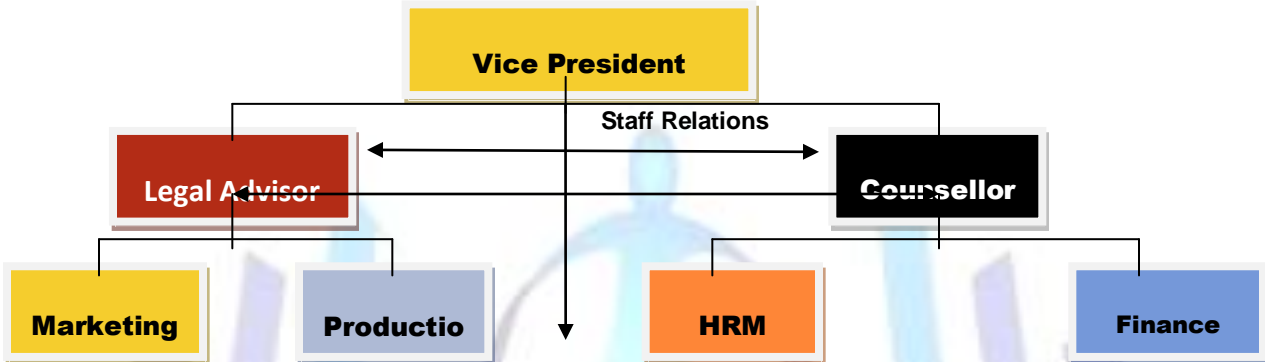 Vice President
Staff Relations
Legal Advisor
Counsellor
Marketing
Productio
HRM
Finance